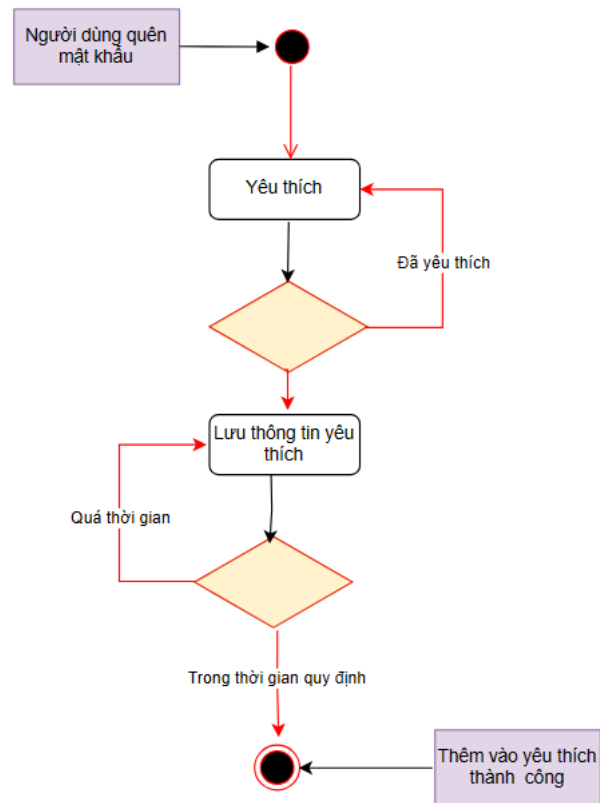 Người dùng quên
mật khẩu
Yêu thích
Đã yêu thích
Lưu thông tin yêu
thích
Quá thời gian
Trong thời gian quy định
Thêm vào yêu thích
thành công